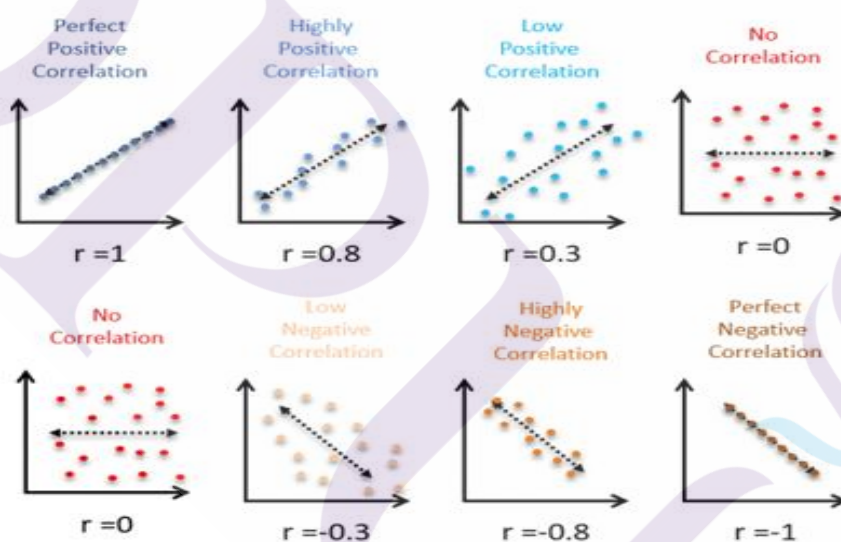 Perfect
Positive
Correlation
r =1
Highly
Positive
Correlation
r =0.8
Low
Positive
Correlation
r =0.3
No
Correlation
r =0
No
Correlation
r =0
Low
Negative
Correlation
r =-0.3
Highly
Negative
Correlation
r =-0.8
Perfect
Negative
Correlation
r =-1